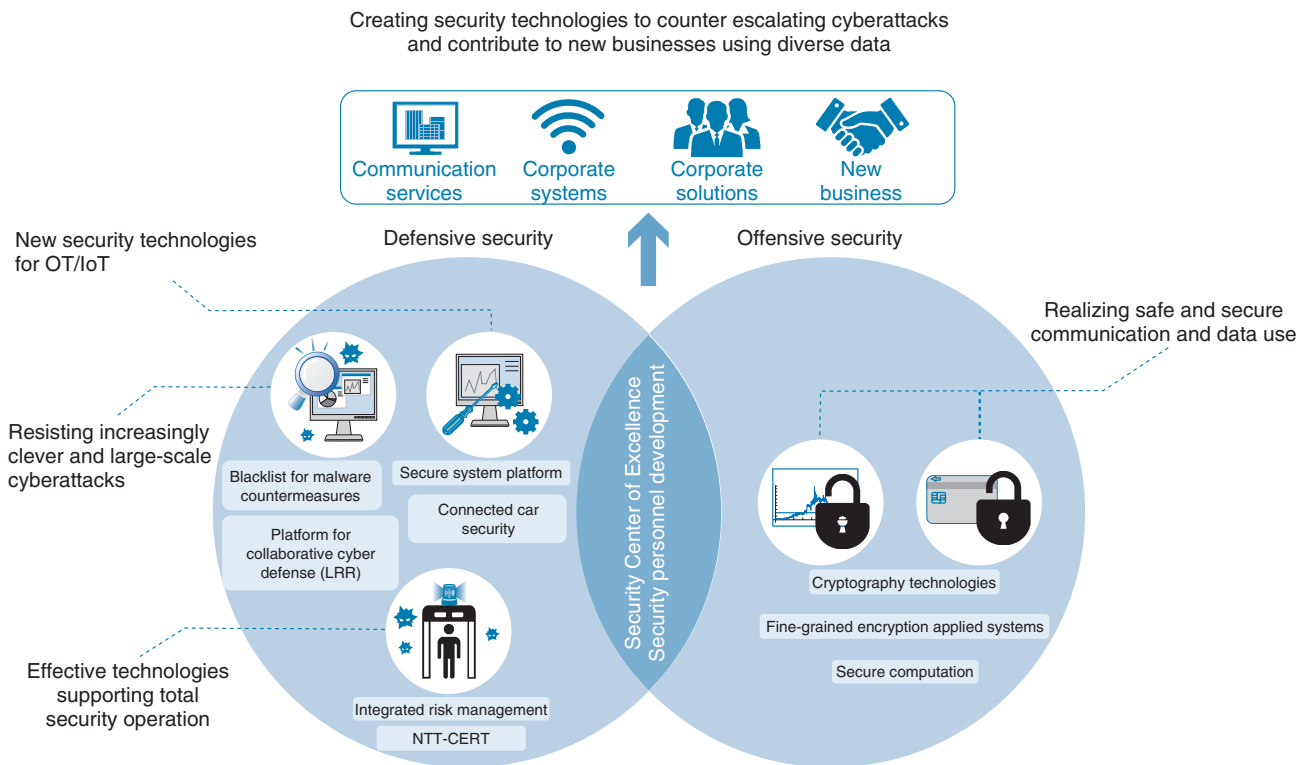 Creating security technologies to counter escalating cyberattacks
and contribute to new businesses using diverse data
Communication
services
Corporate
systems
Corporate
solutions
New
business
Defensive security
Offensive security
New security technologies
for OT/IoT
Realizing safe and secure
communication and data use
Resisting increasingly
clever and large-scale
cyberattacks
Blacklist for malware
countermeasures
Secure system platform
Connected car
security
Platform for
collaborative cyber
defense (LRR)
Security Center of Excellence
Security personnel development
Cryptography technologies
Fine-grained encryption applied systems
Secure computation
Effective technologies
supporting total
security operation
Integrated risk management
NTT-CERT